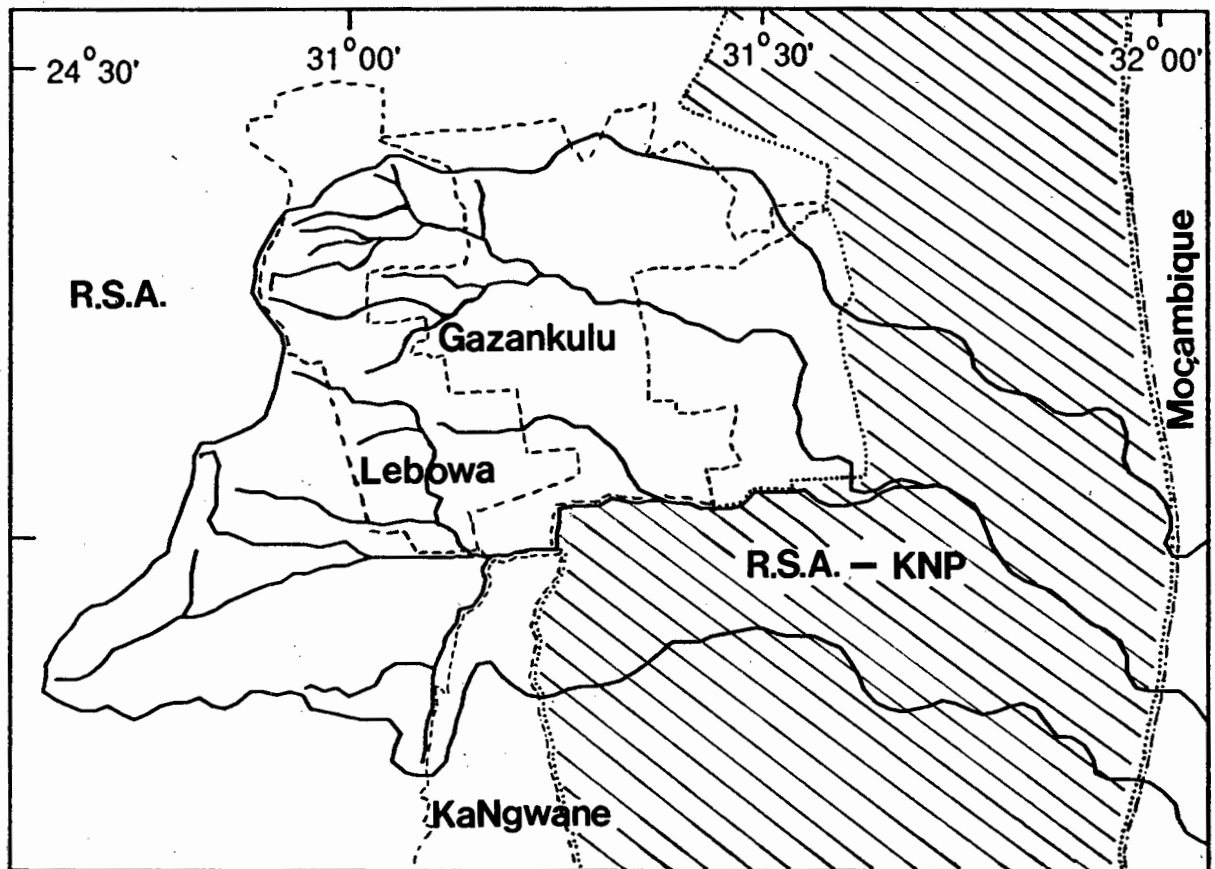 24°30'
31°00'
31°30'
32°00'
R.S.A.
Moçambique
Gazankulu
Lebowa
R.S.A. – KNP
KaNgwane